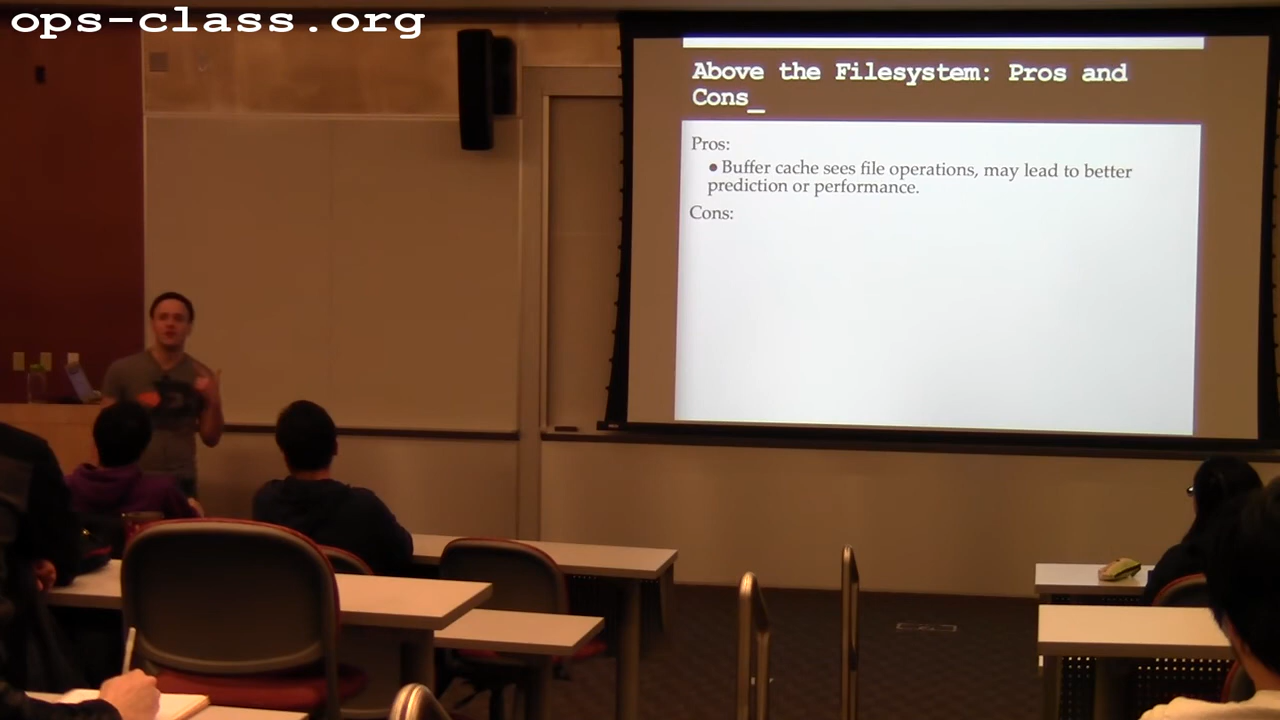 ops-class.org
Above the Filesystem: Pros and
Cons_
Pros:
● Buffer cache sees file operations, may lead to better
prediction or performance.
Cons: